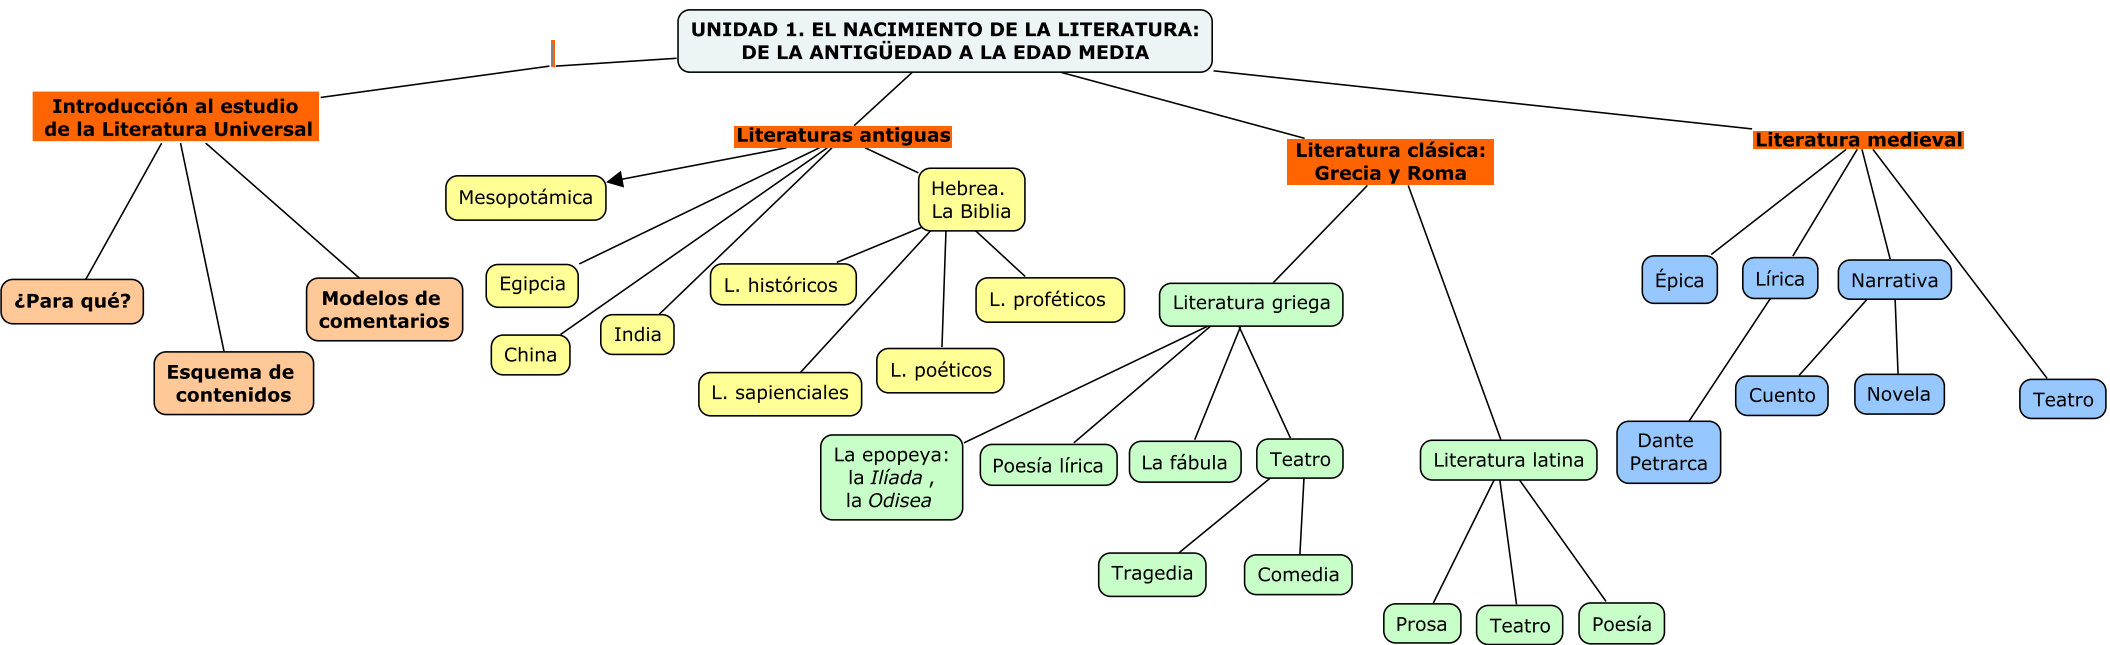 UNIDAD 1. EL NACIMIENTO DE LA LITERATURA:
DE LA ANTIGÜEDAD A LA EDAD MEDIA
Introducción al estudio
de la Literatura Universal
¿Para qué?
Esquema de
contenidos
Modelos de
comentarios
Literaturas antiguas
Mesopotámica
Egipcia
China
India
Hebrea.
La Biblia
L. históricos
L. sapienciales
L. poéticos
L. proféticos
Literatura clásica:
Grecia y Roma
Literatura griega
La epopeya:
la Ilíada ,
la Odisea
Poesía lírica
La fábula
Teatro
Tragedia
Comedia
Literatura latina
Prosa
Teatro
Poesía
Literatura medieval
Épica
Lírica
Dante
Petrarca
Narrativa
Cuento
Novela
Teatro